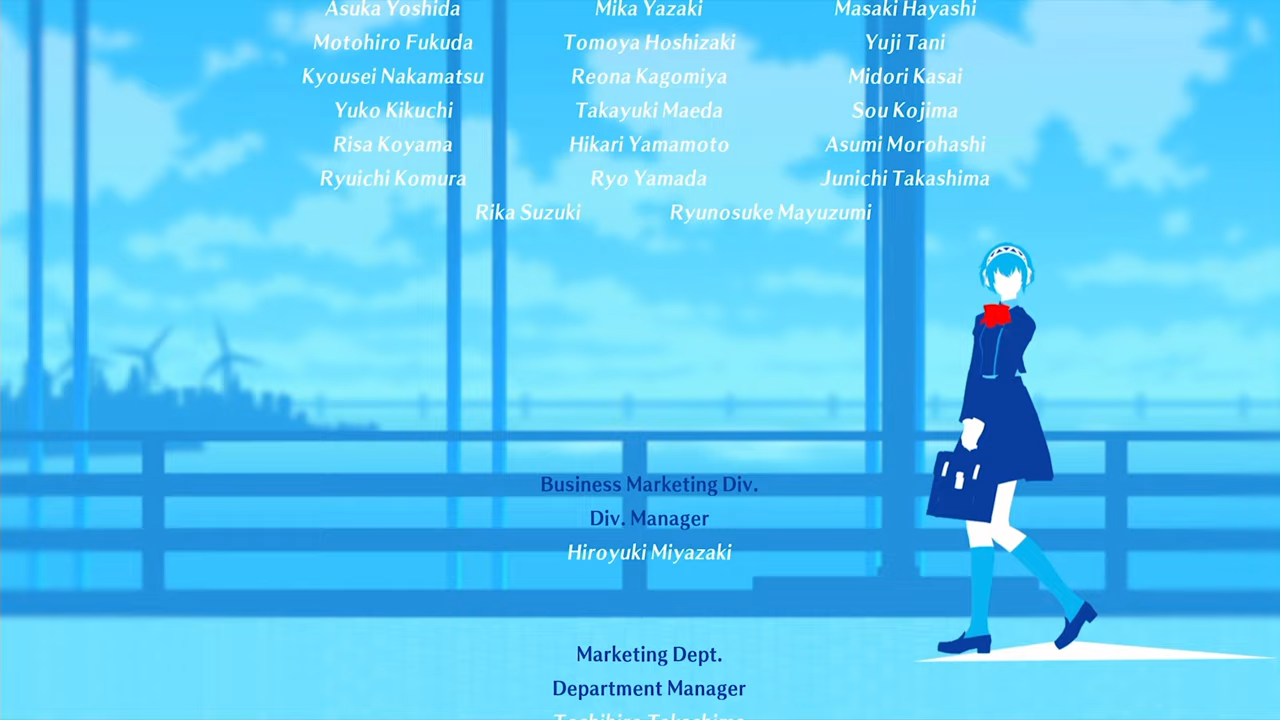 Asuka Yoshida Mika Yazaki Masaki Hayashi
Motohiro Fukuda Tomoya Hoshizaki Yuji Tani
Kyousei Nakamatsu Reona Kagomiya Midori Kasai
Yuko Kikuchi Takayuki Maeda Sou Kojima
Risa Koyama Hikari Yamamoto Asumi Morohashi
Ryuichi Komura Ryo Yamada Junichi Takashima
Rika Suzuki Ryunosuke Mayuzumi
Business Marketing Div.
Div. Manager
Hiroyuki Miyazaki
Marketing Dept.
Department Manager